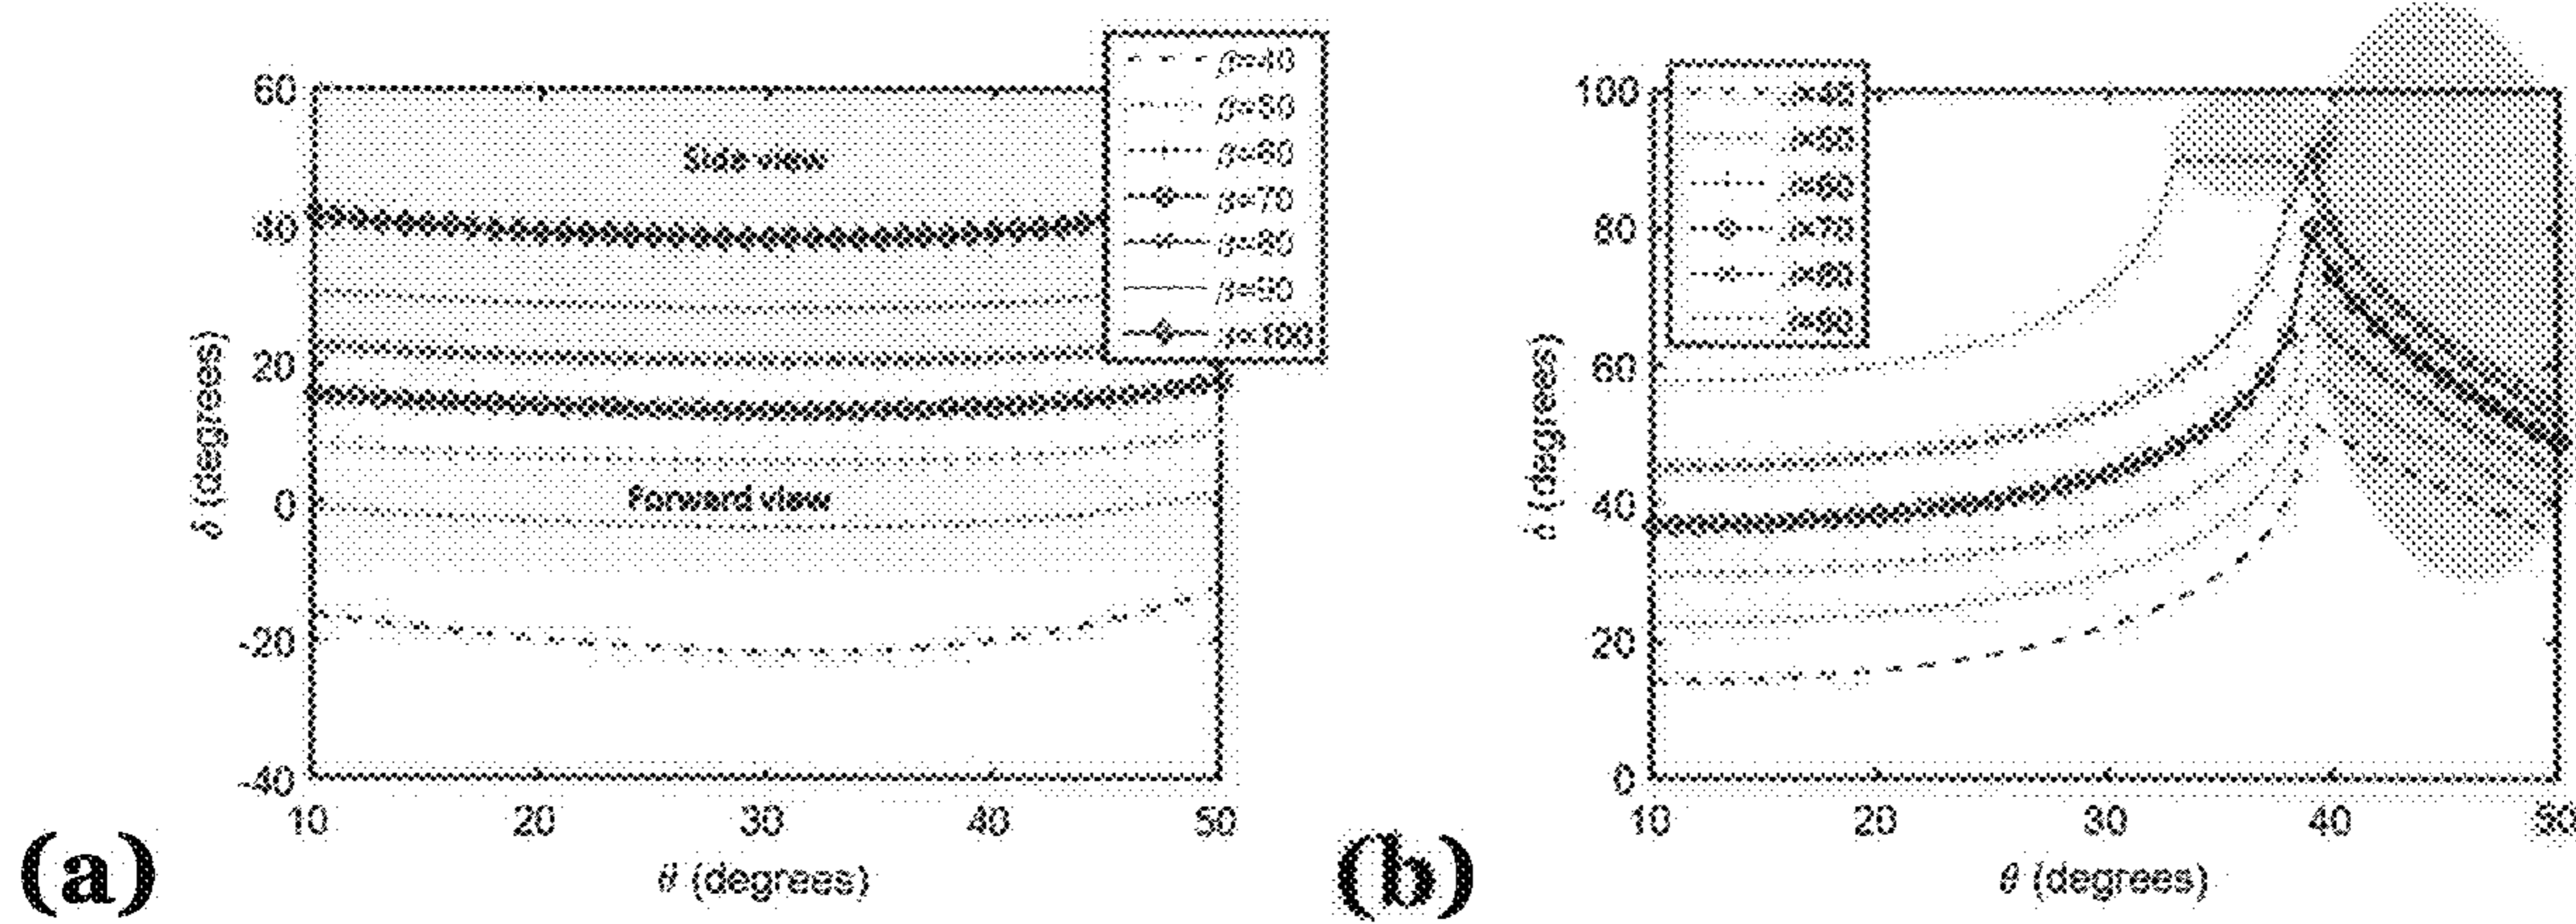 60
40
20
0
-20
-40
10 20 30 40 50
δ (degrees)
θ (degrees)
Side view
Forward view
β=40
β=50
β=60
β=70
β=80
β=90
=100
(a)
100
80
60
40
20
0
10 20 30 40 50
(degrees)
θ (degrees)
(b)